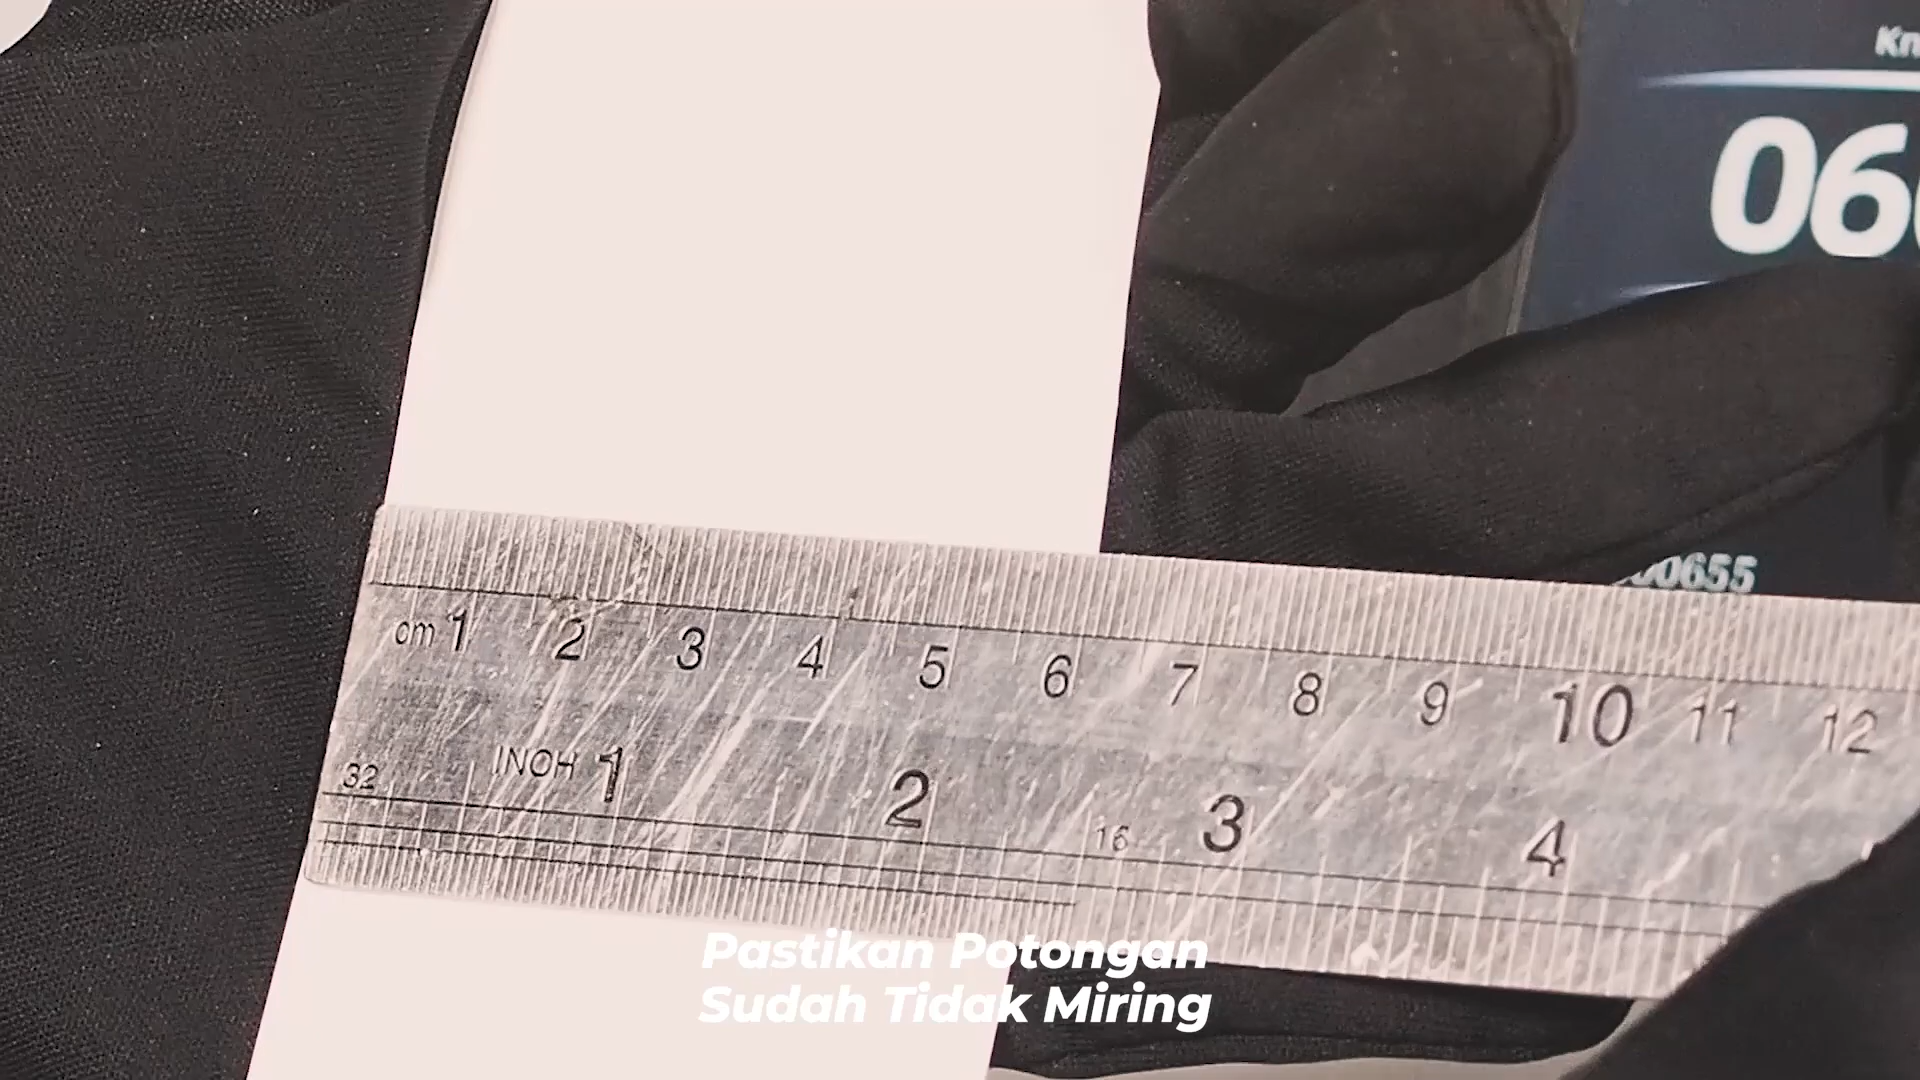 06
00655
cm 1 2 3 4 5 6 7 8 9 10 11 12
32 INCH 1 2 16 3 4
Pastikan Potongan
Sudah Tidak Miring